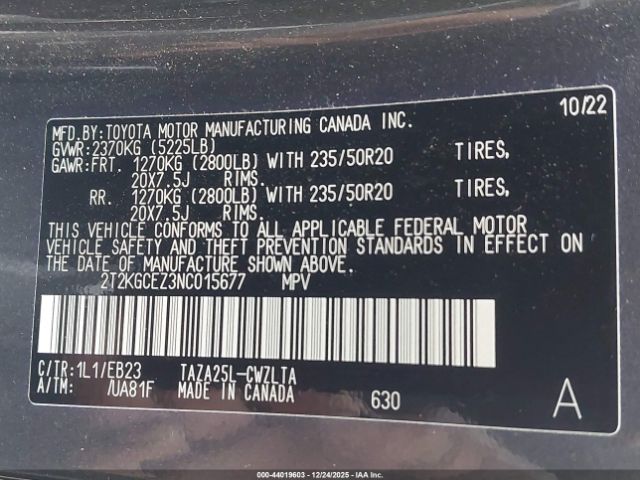 10/22
MFD.BY:TOYOTA MOTOR MANUFACTURING CANADA INC.
GVWR:2370KG (5225LB)
GAWR:FRT. 1270KG (2800LB) WITH 235/50R20 TIRES,
20X7.5J RIMS.
RR. 1270KG (2800LB) WITH 235/50R20 TIRES,
20X7.5J RIMS.
THIS VEHICLE CONFORMS TO ALL APPLICABLE FEDERAL MOTOR
VEHICLE SAFETY AND THEFT PREVENTION STANDARDS IN EFFECT ON
THE DATE OF MANUFACTURE SHOWN ABOVE.
2T2KGCEZ3NC015677 MPV
C/TR:1L1/EB23 TAZA25L-CWZLTA
A/TM: /UA81F MADE IN CANADA 630 A
000-44019603 - 12/24/2025 - IAA Inc.